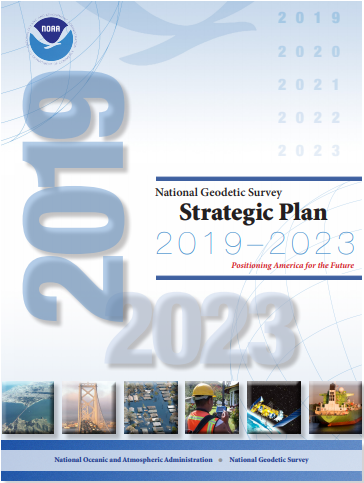 NOAA
2019
2020
2021
2022
2023
2019
National Geodetic Survey
Strategic Plan
2019–2023
Positioning America for the Future
2023
National Oceanic and Atmospheric Administration • National Geodetic Survey